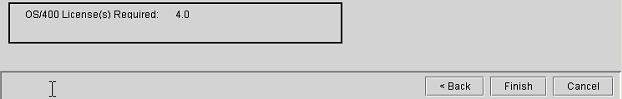 OS/400 License(s) Required: 4.0
< Back Finish Cancel